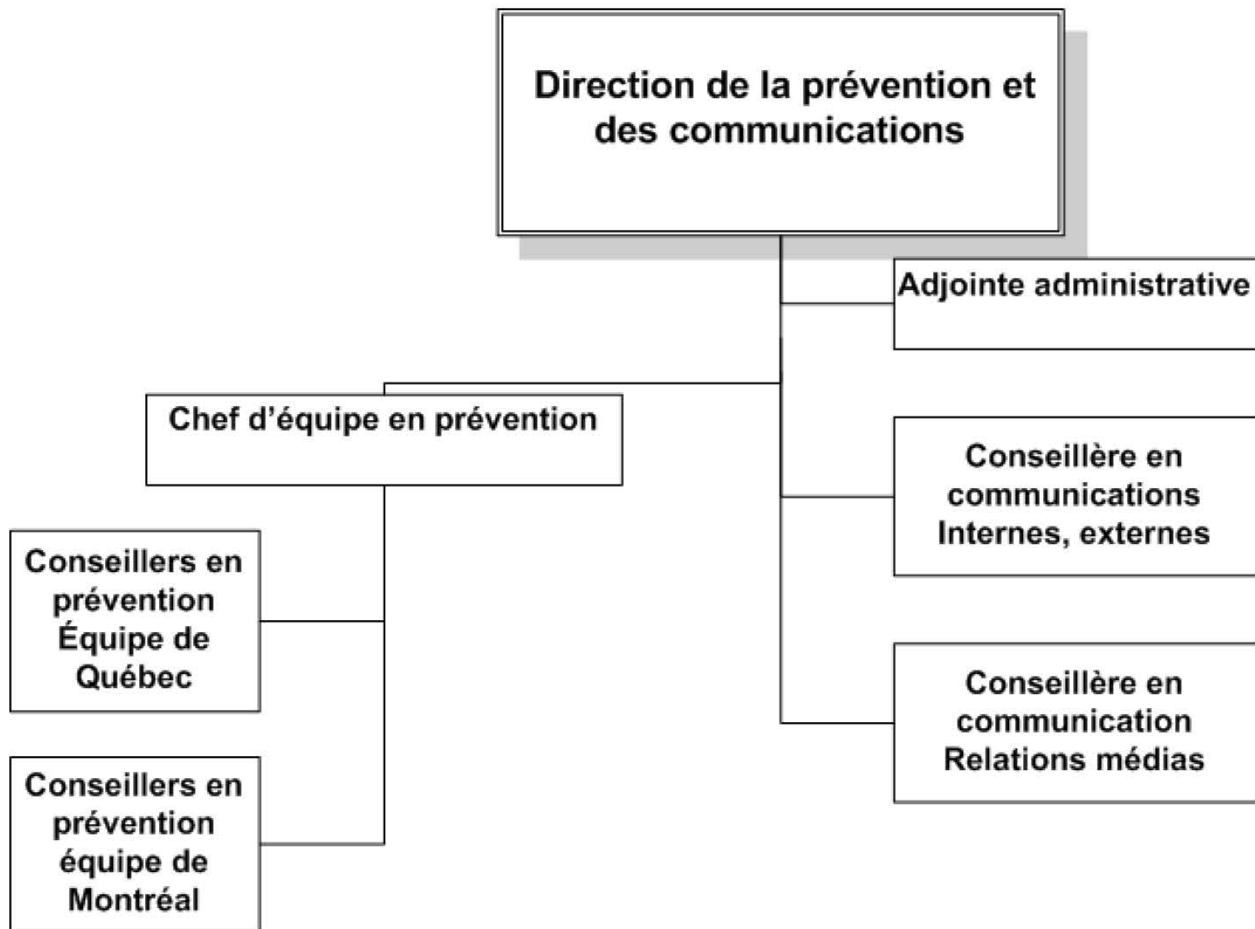 Direction de la prévention et
des communications
Adjointe administrative
Chef d'équipe en prévention
Conseillère en
communications
Internes, externes
Conseillers en
prévention
Équipe de
Québec
Conseillère en
communication
Relations médias
Conseillers en
prévention
équipe de
Montréal